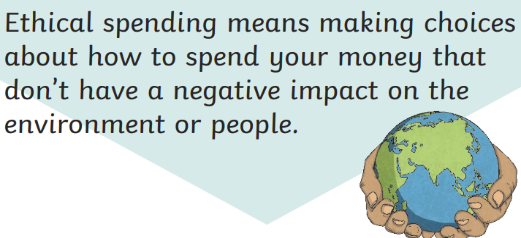 Ethical spending means making choices
about how to spend your money that
don't have a negative impact on the
environment or people.